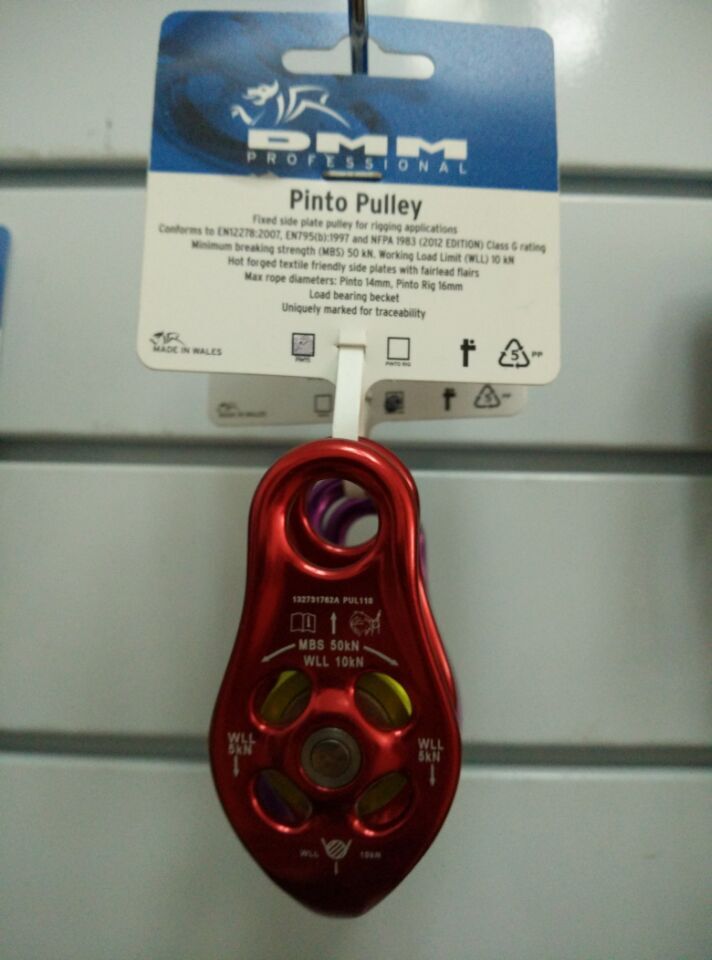 DMM
PROFESSIONAL
Pinto Pulley
Fixed side plate pulley for rigging applications
Conforms to EN12278:2007, EN795(b):1997 and NFPA 1983 (2012 EDITION) Class G rating
Minimum breaking strength (MBS) 50 kN. Working Load Limit (WLL) 10 kN
Hot forged textile friendly side plates with fairlead flairs
Max rope diameters: Pinto 14mm, Pinto Rig 16mm
Load bearing becket
Uniquely marked for traceability
MADE IN WALES
PINTO
PINTO RIG
5
PP
MADE IN WALES
132731762A PUL110
MBS 50kN
WLL 10kN
WLL
5kN
WLL
5kN
WLL 10kN